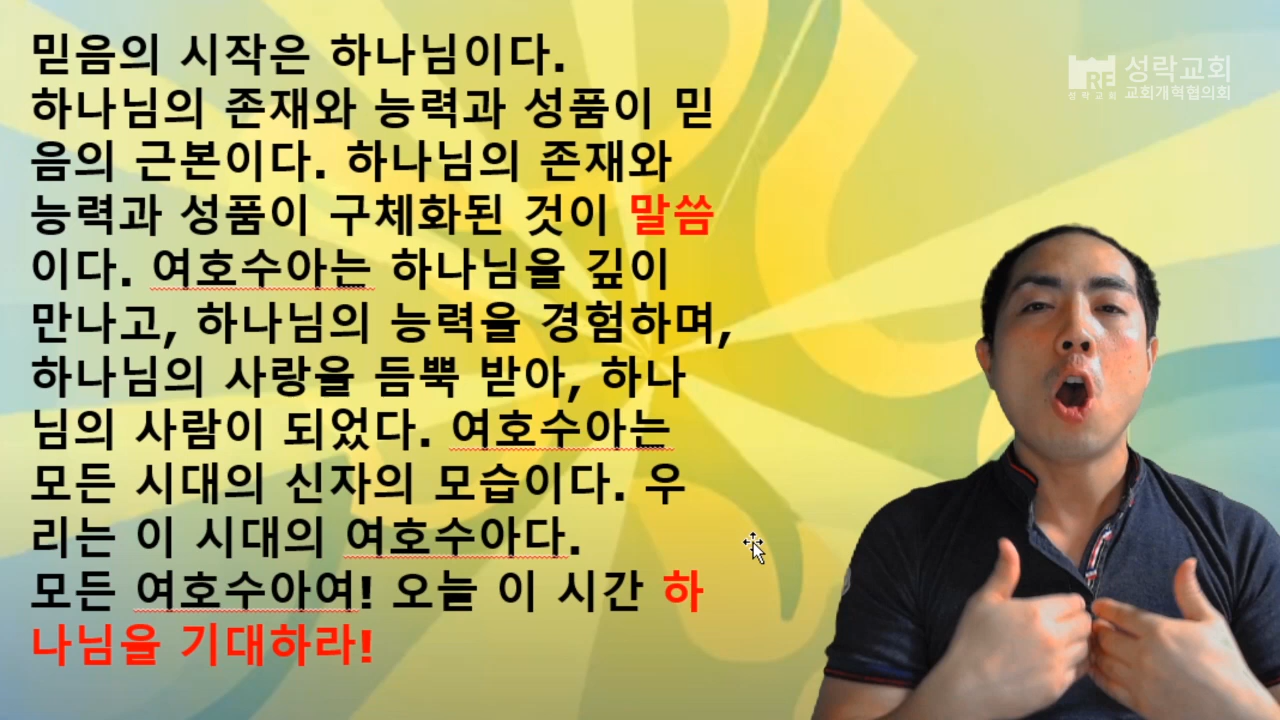 믿음의 시작은 하나님이다.
하나님의 존재와 능력과 성품이 믿
음의 근본이다. 하나님의 존재와
능력과 성품이 구체화된 것이 말씀
이다. 여호수아는 하나님을 깊이
만나고, 하나님의 능력을 경험하며,
하나님의 사랑을 듬뿍 받아, 하나
님의 사람이 되었다. 여호수아는
모든 시대의 신자의 모습이다. 우
리는 이 시대의 여호수아다.
모든 여호수아여! 오늘 이 시간 하
나님을 기대하라!
RE
성락교회
성락교회
교회개혁협의회